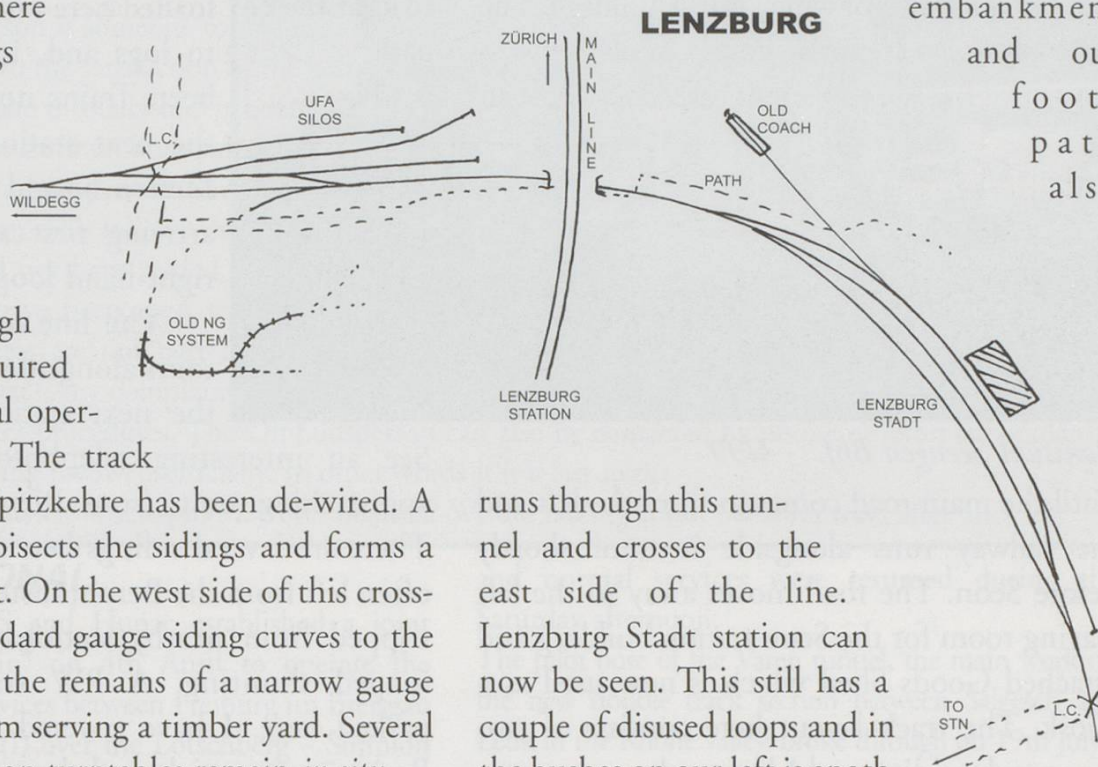 here
gs
LENZBURG
ZÜRICH
MAIN LINE
UFA
SILOS
L.C.
WILDEGG
OLD NG
SYSTEM
LENZBURG
STATION
OLD
COACH
PATH
LENZBURG
STADT
TO
STN.
L.C.
embankmen
and ou
foot
pat
als
gh
uired
al oper-
The track
pitzkehre has been de-wired. A
bisects the sidings and forms a
t. On the west side of this cross-
dard gauge siding curves to the
the remains of a narrow gauge
m serving a timber yard. Several
runs through this tun-
nel and crosses to the
east side of the line.
Lenzburg Stadt station can
now be seen. This still has a
couple of disused loops and in